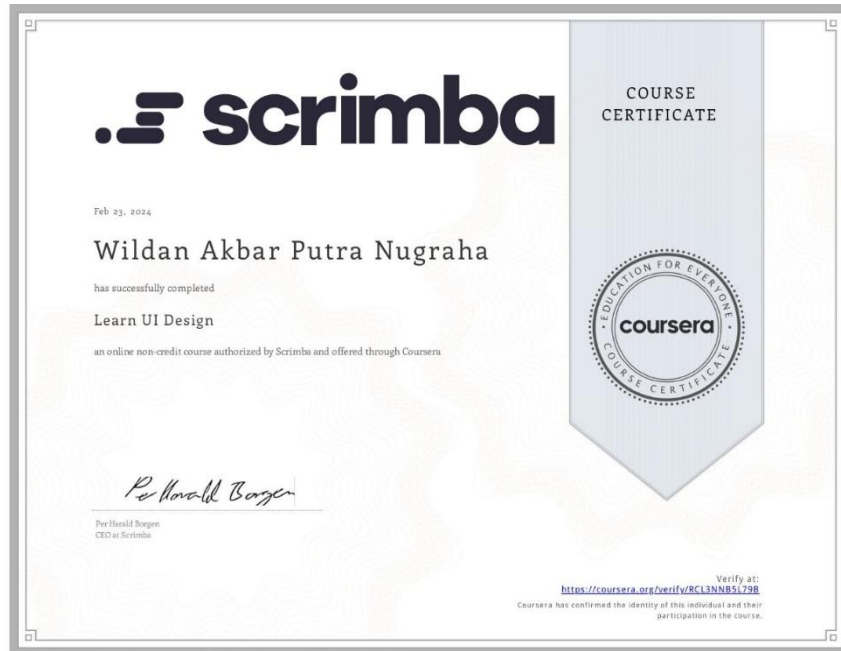 scrimba
COURSE
CERTIFICATE
Feb 23, 2024
Wildan Akbar Putra Nugraha
has successfully completed
Learn UI Design
an online non-credit course authorized by Scrimba and offered through Coursera
EDUCATION FOR EVERYONE
coursera
COURSE CERTIFICATE
Per Harald Borgen
Per Harald Borgen
CEO at Scrimba
Verify at:
https://coursera.org/verify/RCL3NNB5L79B
Coursera has confirmed the identity of this individual and their
participation in the course.